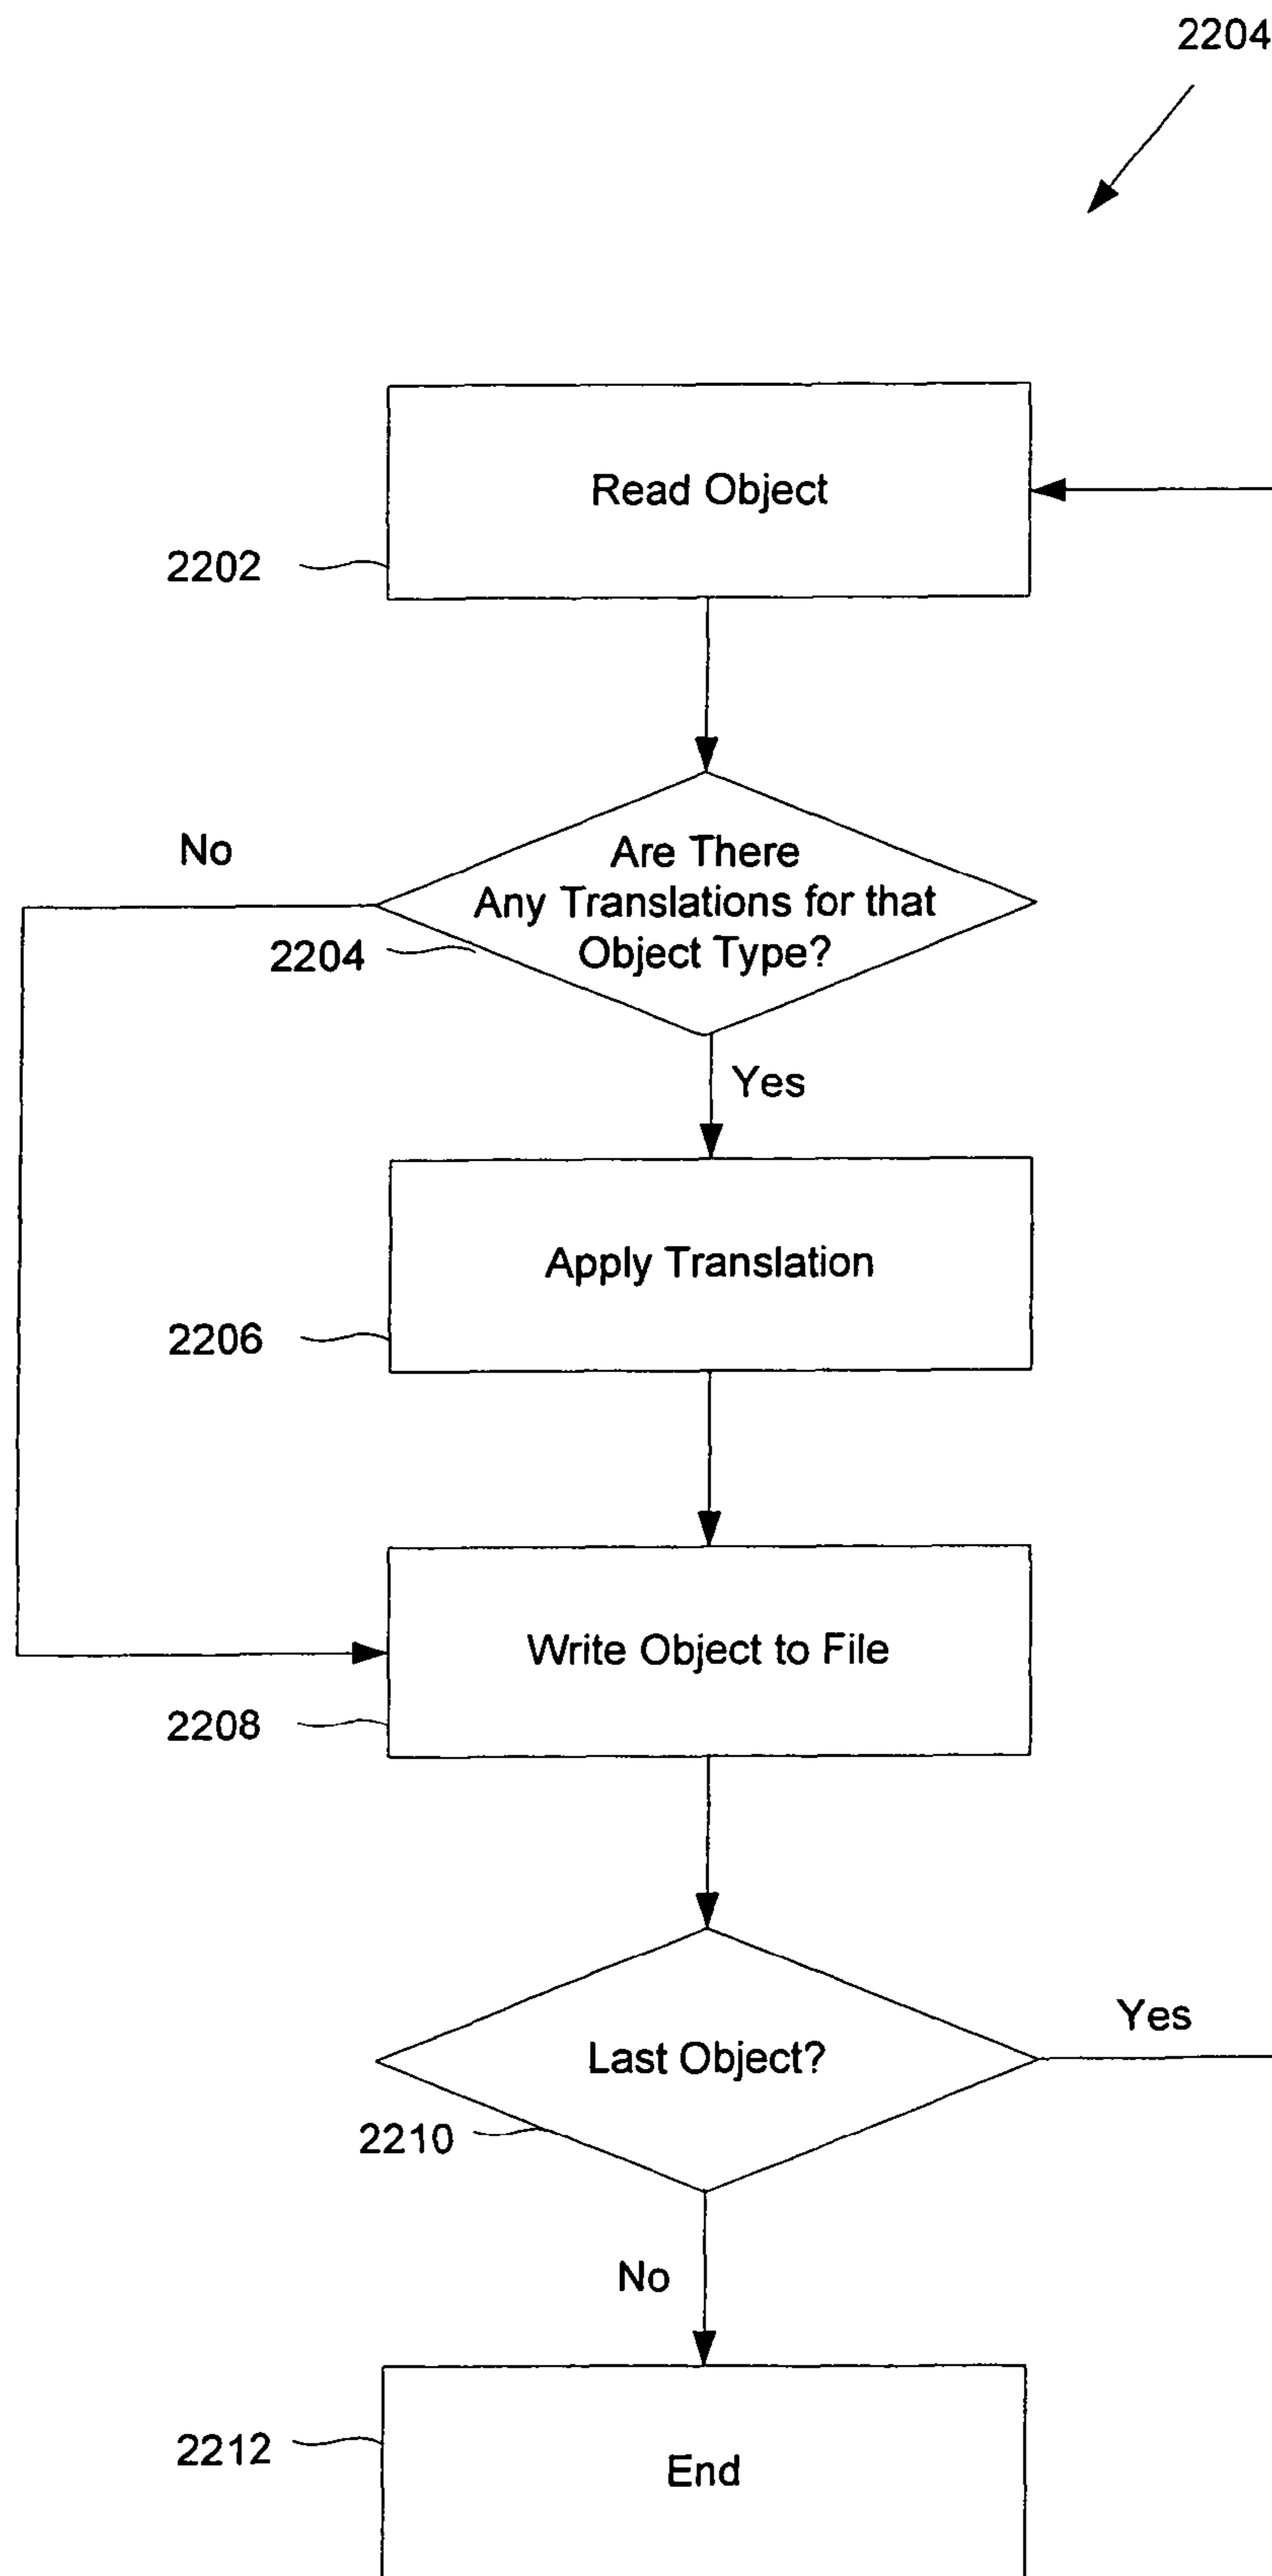 2204
Read Object
2202
No
Are There
Any Translations for that
Object Type?
2204
Yes
Apply Translation
2206
Write Object to File
2208
Yes
Last Object?
2210
No
2212
End